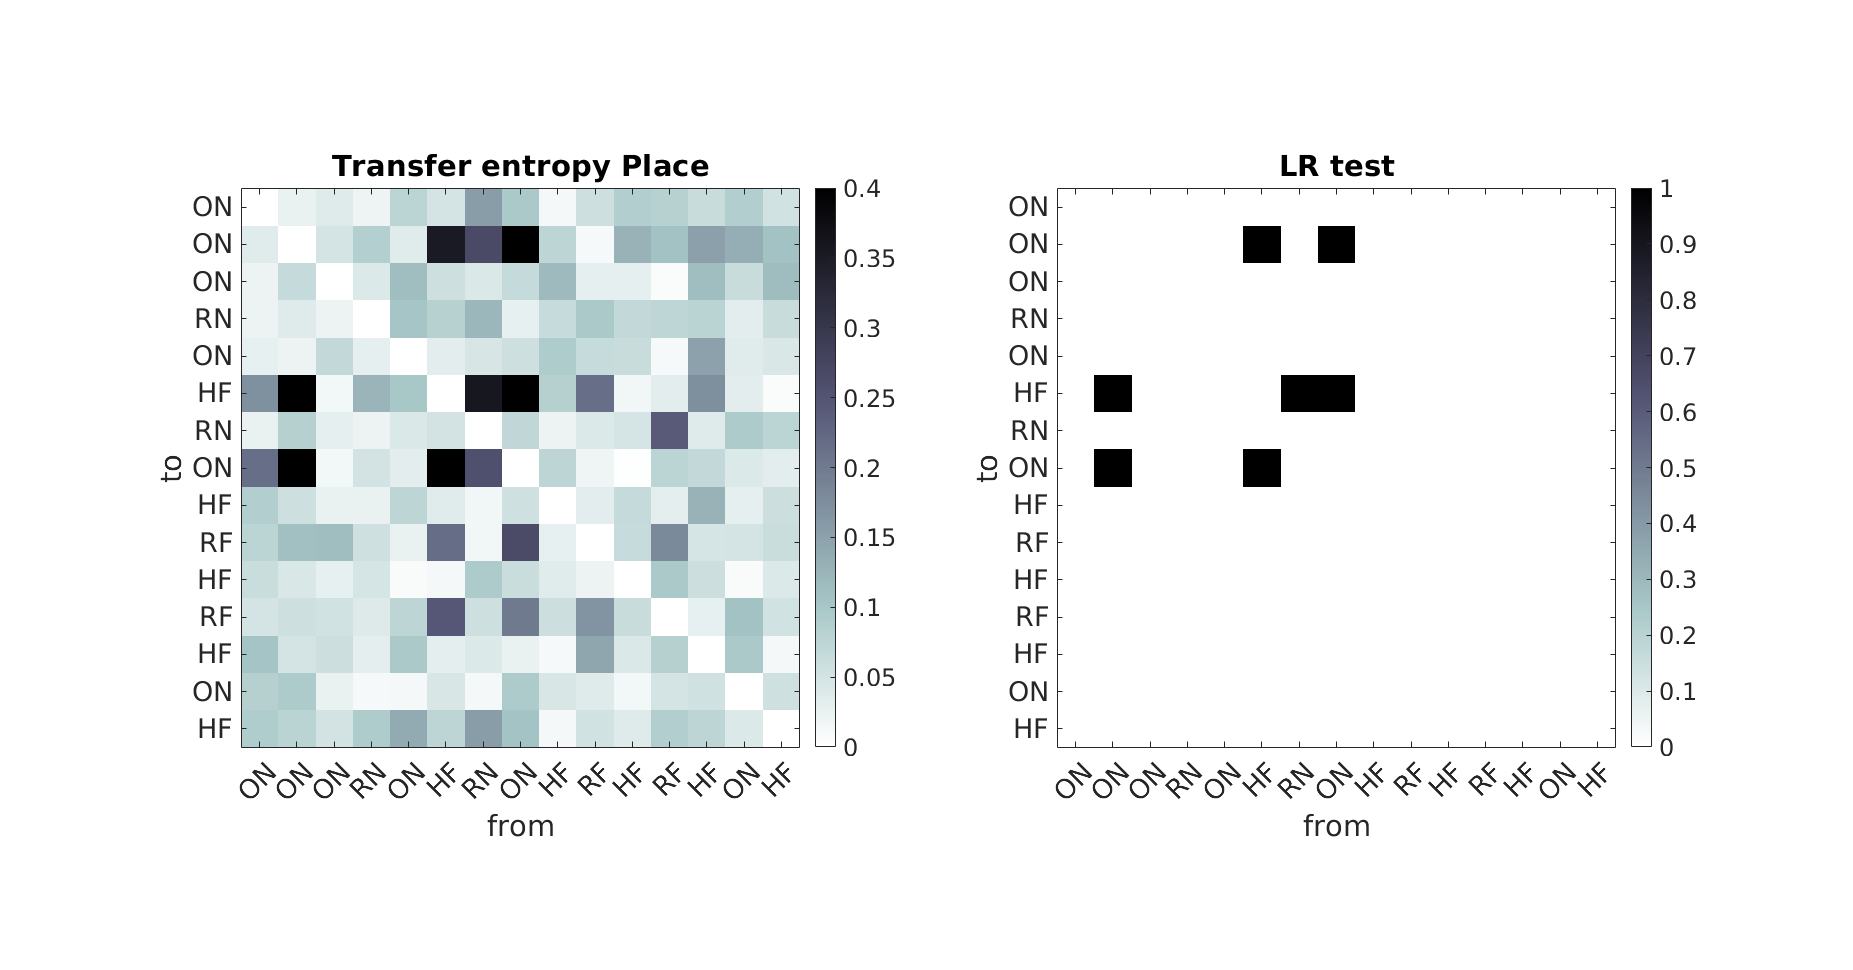 Transfer entropy Place
ON
ON
ON
RN
ON
HF
RN
ON
HF
RF
HF
RF
HF
ON
HF
to
ON ON ON RN ON HF RN ON HF RF HF RF HF ON HF
from
0.4
0.35
0.3
0.25
0.2
0.15
0.1
0.05
0
LR test
ON
ON
ON
RN
ON
HF
RN
ON
HF
RF
HF
RF
HF
ON
HF
to
ON ON ON RN ON HF RN ON HF RF HF RF HF ON HF
from
1
0.9
0.8
0.7
0.6
0.5
0.4
0.3
0.2
0.1
0